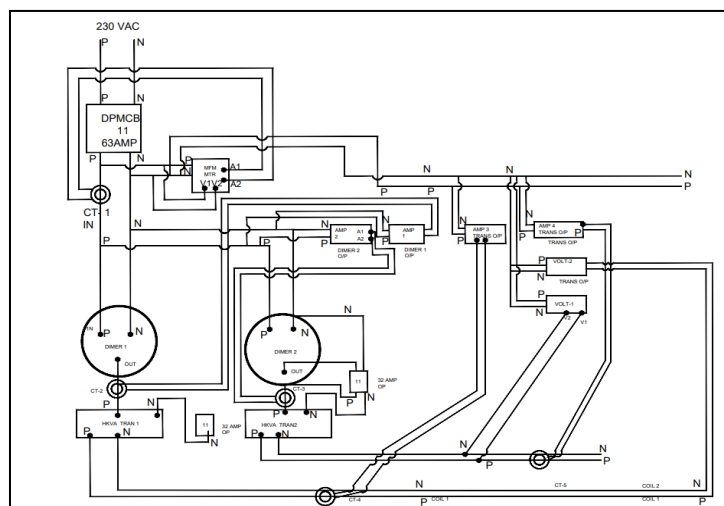 230 VAC
P N
P N
DPMCB
11
63AMP
P N
P
N
MFM
MTR
V1V2
A1
A2
CT- 1
IN
N N N
P P P
N
P
N
P
N
P
AMP
2
A1
A2
DIMER 2
O/P
N
P
AMP
1
DIMER 1
O/P
N
P
AMP 3
TRANS O/P
N
P
AMP 4
TRANS O/P
TRANS O/P
P
N
VOLT-2
TRANS O/P
P
N
VOLT-1
V2 V1
IN P N
DIMER 1
OUT
P N
DIMER 2
OUT
N
CT-2
CT-3
11
32 AMP
OP
P N
P N
HKVA TRAN 1
P N
11
32 AMP
OP
N
P N
HKVA TRAN2
P N
N N
P P
CT-4
P
COIL 1
CT-5
COIL 2
COIL 1
N
P